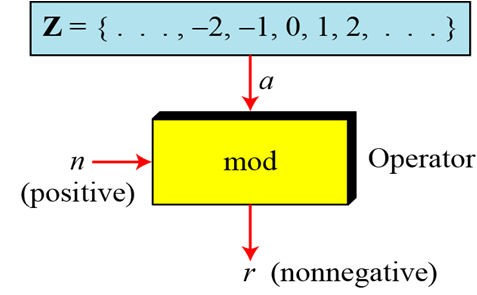 Z = { . . . , –2, –1, 0, 1, 2, . . . }
a
n
(positive)
mod
Operator
r (nonnegative)